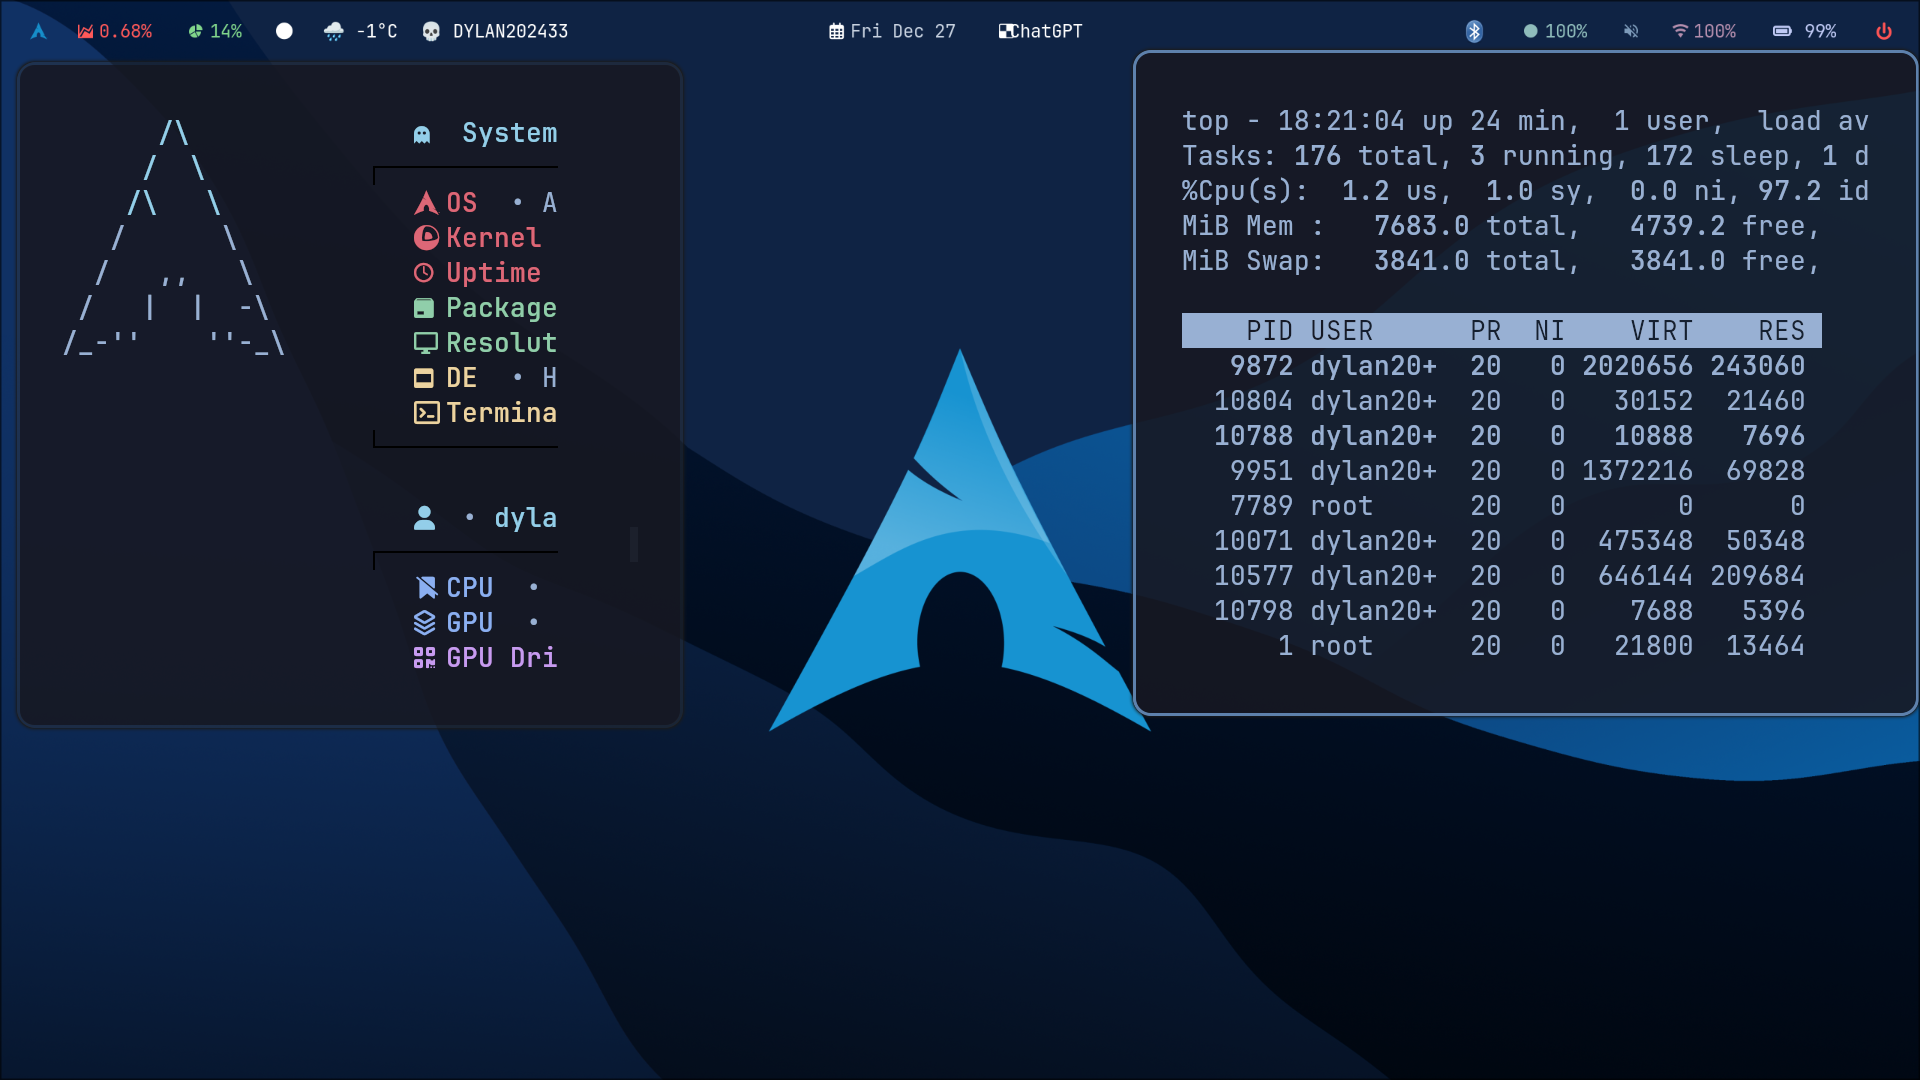 0.68% 14% -1°C DYLAN202433 Fri Dec 27 ChatGPT 100% 100% 99%
System
OS • A
Kernel
Uptime
Package
Resolut
DE • H
Termina
• dyla
CPU •
GPU •
GPU Dri
top - 18:21:04 up 24 min, 1 user, load av
Tasks: 176 total, 3 running, 172 sleep, 1 d
%Cpu(s): 1.2 us, 1.0 sy, 0.0 ni, 97.2 id
MiB Mem : 7683.0 total, 4739.2 free,
MiB Swap: 3841.0 total, 3841.0 free,
PID USER PR NI VIRT RES
9872 dylan20+ 20 0 2020656 243060
10804 dylan20+ 20 0 30152 21460
10788 dylan20+ 20 0 10888 7696
9951 dylan20+ 20 0 1372216 69828
7789 root 20 0 0 0
10071 dylan20+ 20 0 475348 50348
10577 dylan20+ 20 0 646144 209684
10798 dylan20+ 20 0 7688 5396
1 root 20 0 21800 13464